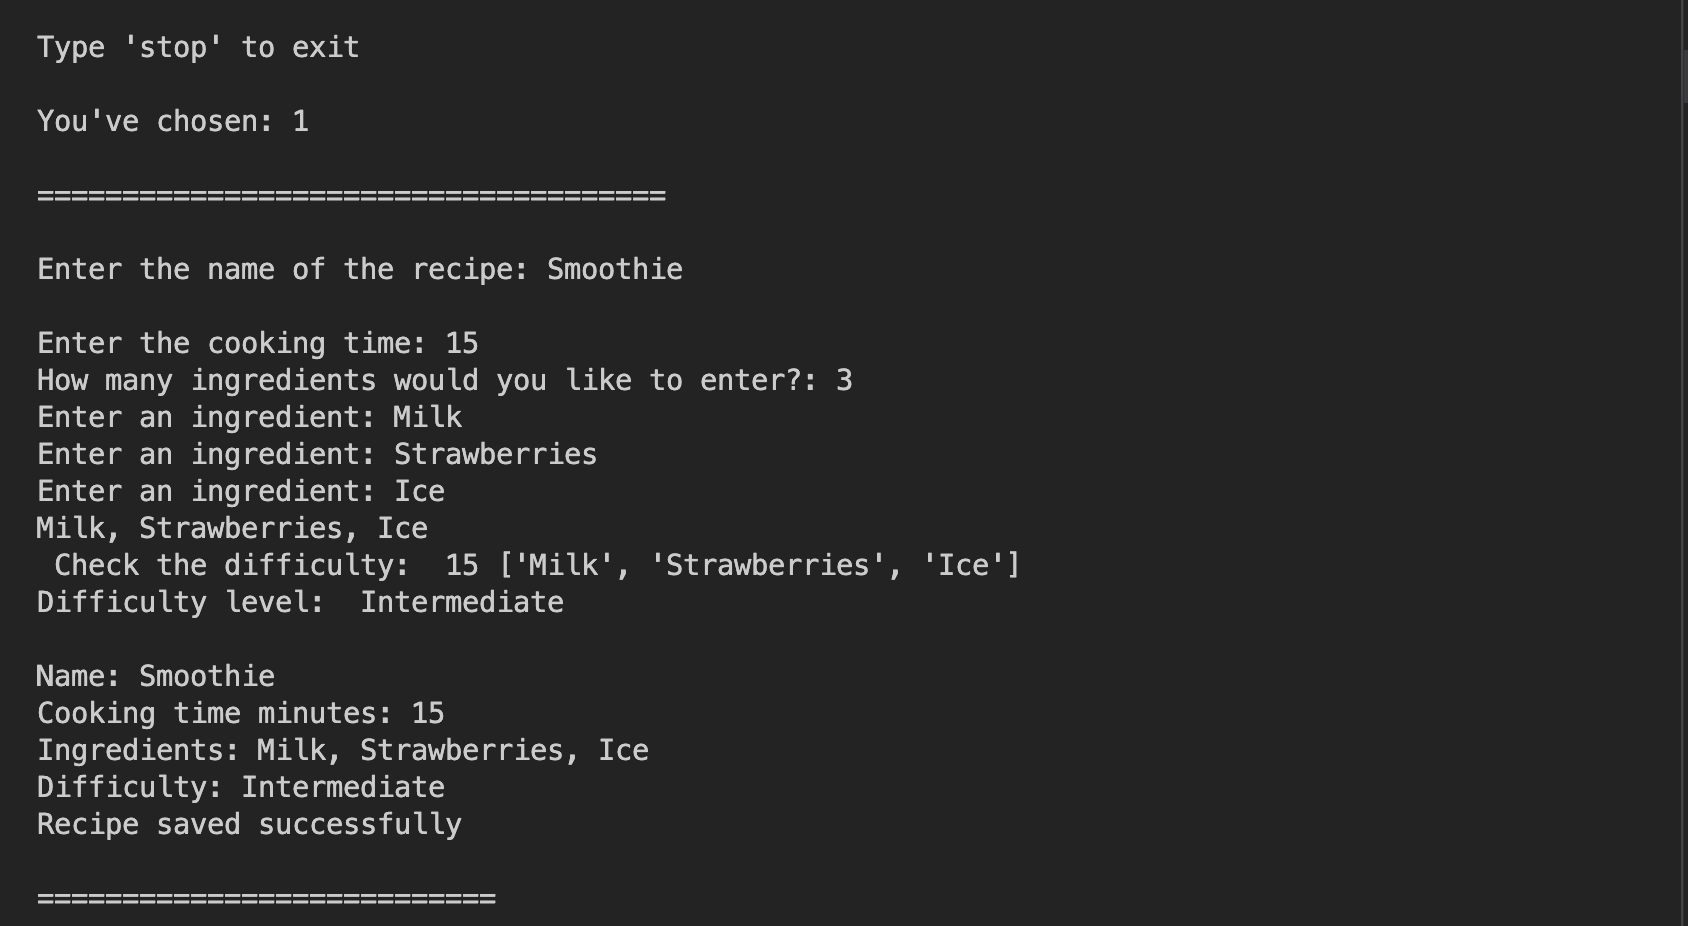 Type 'stop' to exit
You've chosen: 1
=====================================
Enter the name of the recipe: Smoothie
Enter the cooking time: 15
How many ingredients would you like to enter?: 3
Enter an ingredient: Milk
Enter an ingredient: Strawberries
Enter an ingredient: Ice
Milk, Strawberries, Ice
 Check the difficulty:  15 ['Milk', 'Strawberries', 'Ice']
Difficulty level:  Intermediate
Name: Smoothie
Cooking time minutes: 15
Ingredients: Milk, Strawberries, Ice
Difficulty: Intermediate
Recipe saved successfully
===========================